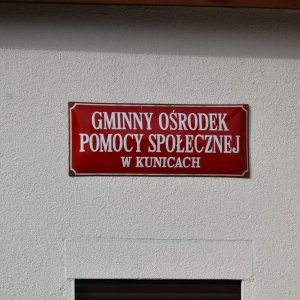 GMINNY OŚRODEK
POMOCY SPOŁECZNEJ
W KUNICACH